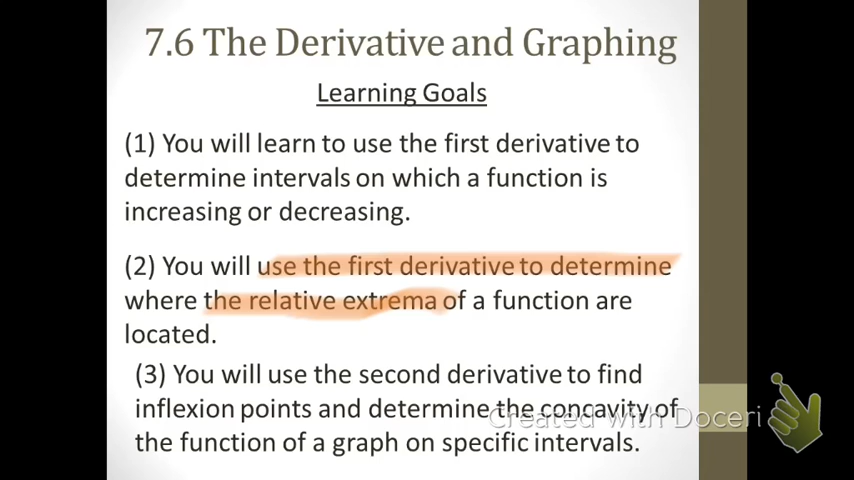 7.6 The Derivative and Graphing
Learning Goals
(1) You will learn to use the first derivative to
determine intervals on which a function is
increasing or decreasing.
(2) You will use the first derivative to determine
where the relative extrema of a function are
located.
(3) You will use the second derivative to find
inflexion points and determine the concavity of
the function of a graph on specific intervals.
Created with Doceri